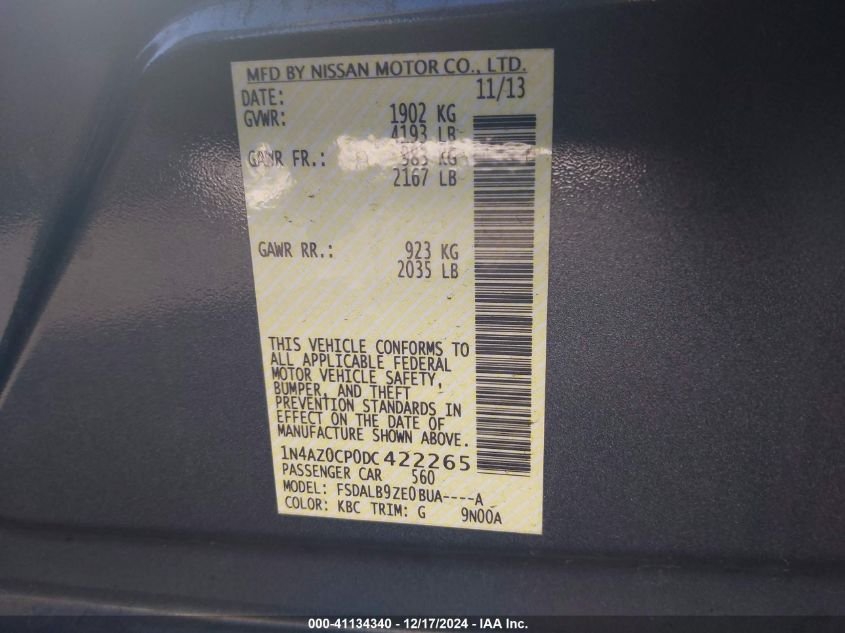 MFD BY NISSAN MOTOR CO., LTD.
DATE: 11/13
GVWR: 1902 KG
4193 LB
GAWR FR.: 983 KG
2167 LB
GAWR RR.: 923 KG
2035 LB
THIS VEHICLE CONFORMS TO
ALL APPLICABLE FEDERAL
MOTOR VEHICLE SAFETY,
BUMPER, AND THEFT
PREVENTION STANDARDS IN
EFFECT ON THE DATE OF
MANUFACTURE SHOWN ABOVE.
1N4AZ0CP0DC422265
PASSENGER CAR 560
MODEL: FSDALB9ZE0BUA----A
COLOR: KBC TRIM: G 9N00A
000-41134340 - 12/17/2024 - IAA Inc.